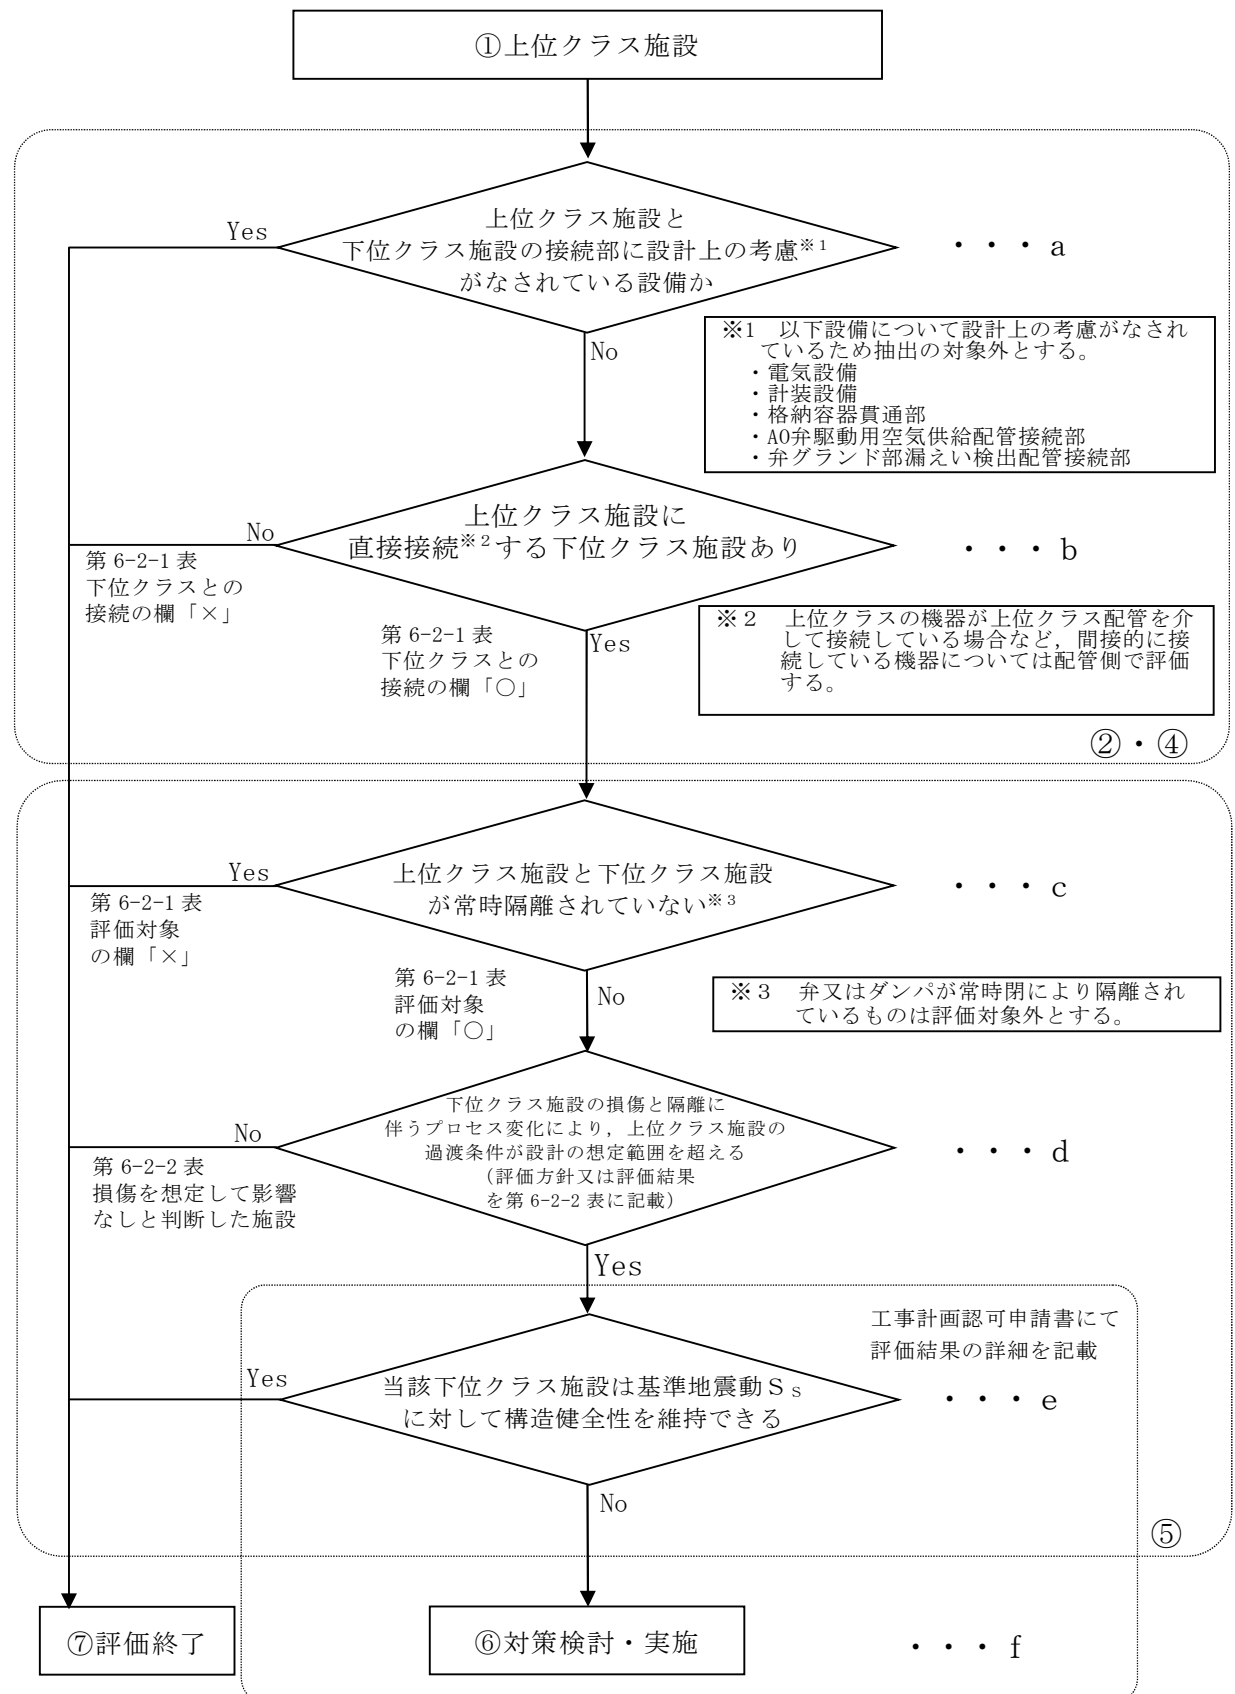 ①上位クラス施設
上位クラス施設と
Yes
下位クラス施設の接続部に設計上の考慮※1
・・・a
がなされている設備か
No
※1 以下設備について設計上の考慮がなされ
ているため抽出の対象外とする。
・電気設備
・計装設備
・格納容器貫通部
・AO弁駆動用空気供給配管接続部
・弁グランド部漏えい検出配管接続部
上位クラス施設に
No
直接接続※2する下位クラス施設あり
・・・b
第 6-2-1 表
下位クラスとの
接続の欄「×」
第 6-2-1 表
下位クラスとの
接続の欄「○」
Yes
※2 上位クラスの機器が上位クラス配管を介
して接続している場合など，間接的に接
続している機器については配管側で評価
する。
②・④
Yes
上位クラス施設と下位クラス施設
が常時隔離されていない※3
・・・c
第 6-2-1 表
評価対象
の欄「×」
第 6-2-1 表
評価対象
の欄「○」
No
※3 弁又はダンパが常時閉により隔離され
ているものは評価対象外とする。
下位クラス施設の損傷と隔離に
伴うプロセス変化により，上位クラス施設の
過渡条件が設計の想定範囲を超える
（評価方針又は評価結果
を第 6-2-2 表に記載）
No
・・・d
第 6-2-2 表
損傷を想定して影響
なしと判断した施設
Yes
工事計画認可申請書にて
評価結果の詳細を記載
Yes
当該下位クラス施設は基準地震動Ｓs
に対して構造健全性を維持できる
・・・e
No
⑤
⑦評価終了
⑥対策検討・実施
・・・f